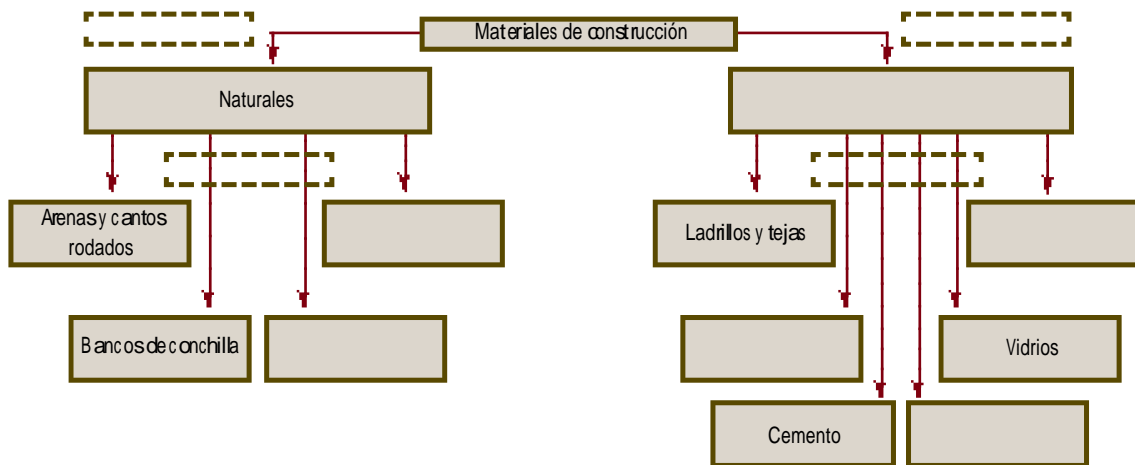 Materiales de construcción
Naturales
Arenas y cantos
rodados
Ladrillos y tejas
Bancos de conchilla
Vidrios
Cemento